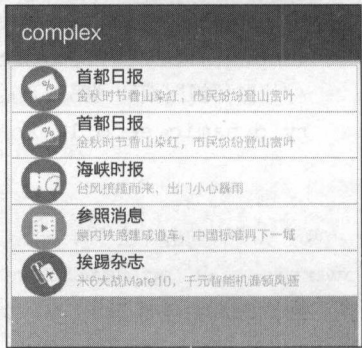 complex
首都日报
金秋时节香山染红，市民纷纷登山赏叶
首都日报
金秋时节香山染红，市民纷纷登山赏叶
海峡时报
台风接踵而来，出门小心暴雨
参照消息
蒙内铁路建成通车，中国标准再下一城
挨踢杂志
米6大战Mate10，千元智能机谁领风骚